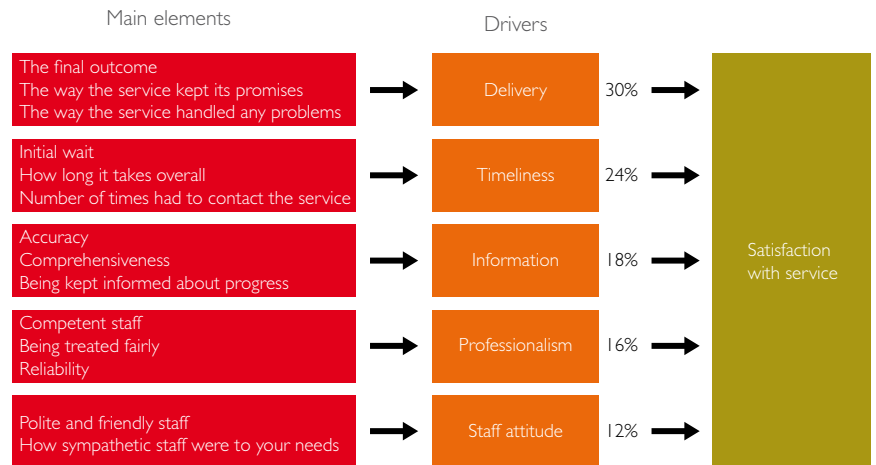 Main elements
Drivers
The final outcome
The way the service kept its promises
The way the service handled any problems
Delivery
30%
Initial wait
How long it takes overall
Number of times had to contact the service
Timeliness
24%
Accuracy
Comprehensiveness
Being kept informed about progress
Information
18%
Satisfaction
with service
Competent staff
Being treated fairly
Reliability
Professionalism
16%
Polite and friendly staff
How sympathetic staff were to your needs
Staff attitude
12%